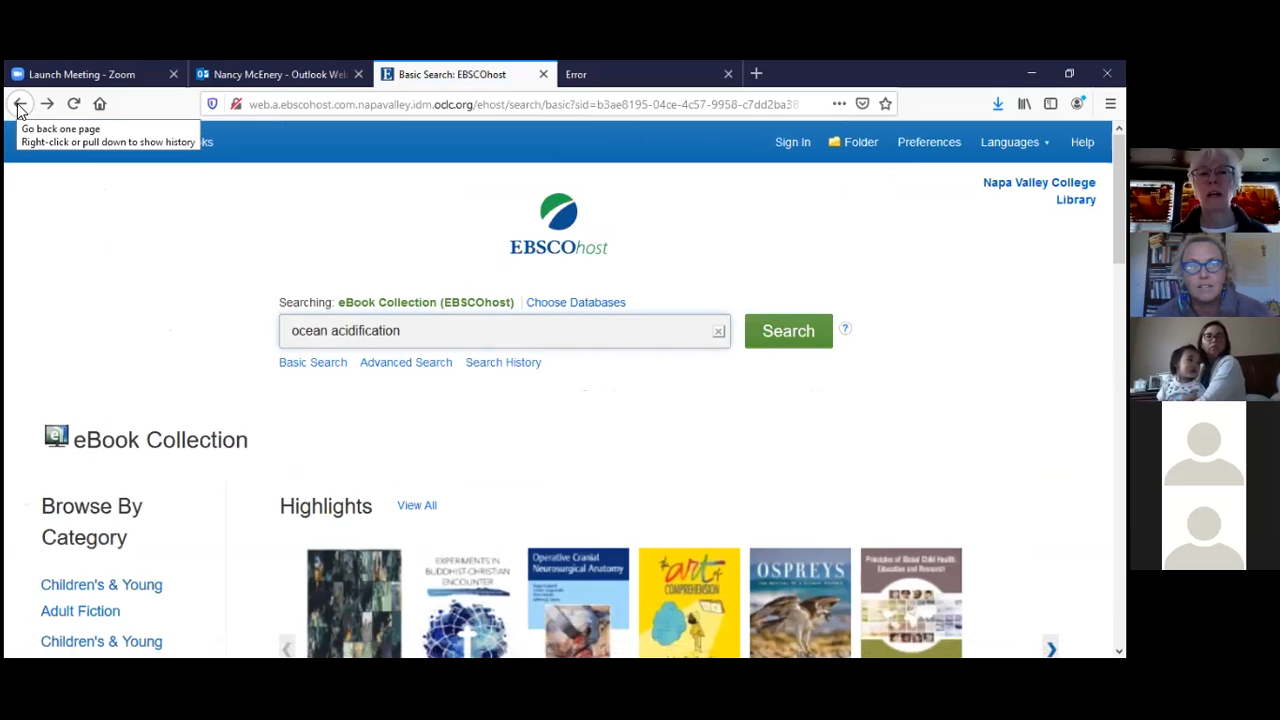 Launch Meeting - Zoom
Nancy McEnery - Outlook Web
Basic Search: EBSCOhost
Error
web.a.ebscohost.com.napavalley.idm.oclc.org/ehost/search/basic?sid=b3ae8195-04ce-4c57-9958-c7dd2ba38
Go back one page
Right-click or pull down to show history
ks
Sign In
Folder
Preferences
Languages
Help
Napa Valley College
Library
EBSCOhost
Searching: eBook Collection (EBSCOhost) Choose Databases
ocean acidification
Search
?
Basic Search Advanced Search Search History
eBook Collection
Browse By
Category
Highlights
View All
Children's & Young
Adult Fiction
Children's & Young
EXPERIMENTS IN
BUDDHIST-CHRISTIAN
ENCOUNTER
Operative Cranial
Neurosurgical Anatomy
the art of
COMPREHENSION
OSPREYS
Principles of Global Child Health:
Education and Research